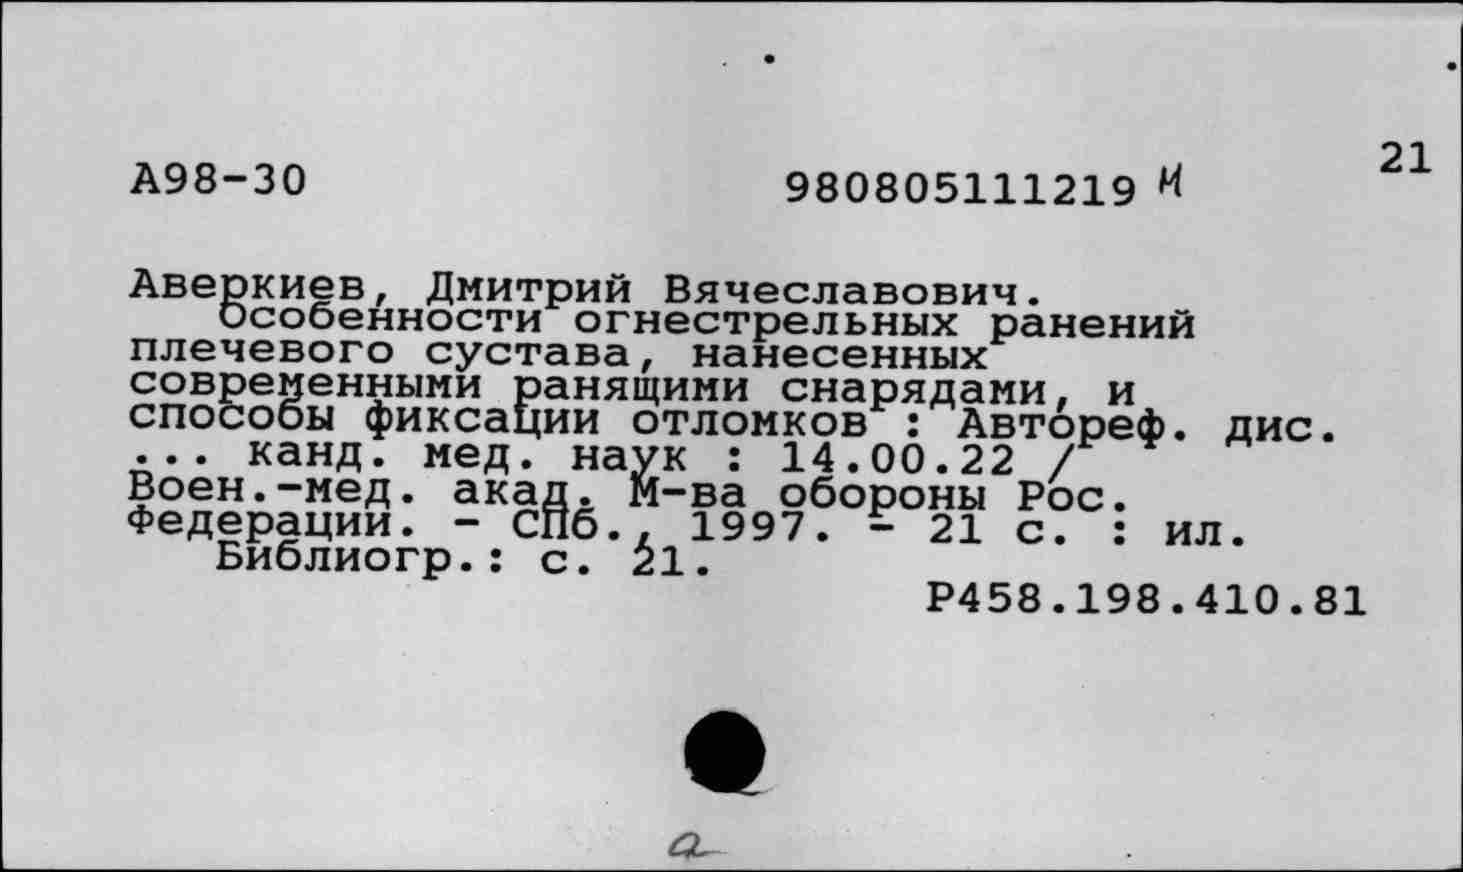 21
А98-30 980805111219 И
Аверкиев, Дмитрий Вячеславович.
Особенности огнестрельных ранений
плечевого сустава, нанесенных
современными ранящими снарядами, и
способы фиксации отломков : Автореф. дис.
... канд. мед. наук : 14.00.22 /
Воен.-мед. акад. М-ва обороны Рос.
Федерации. - СПб., 1997. - 21 с. : ил.
Библиогр.: с. 21.
Р458.198.410.81
а